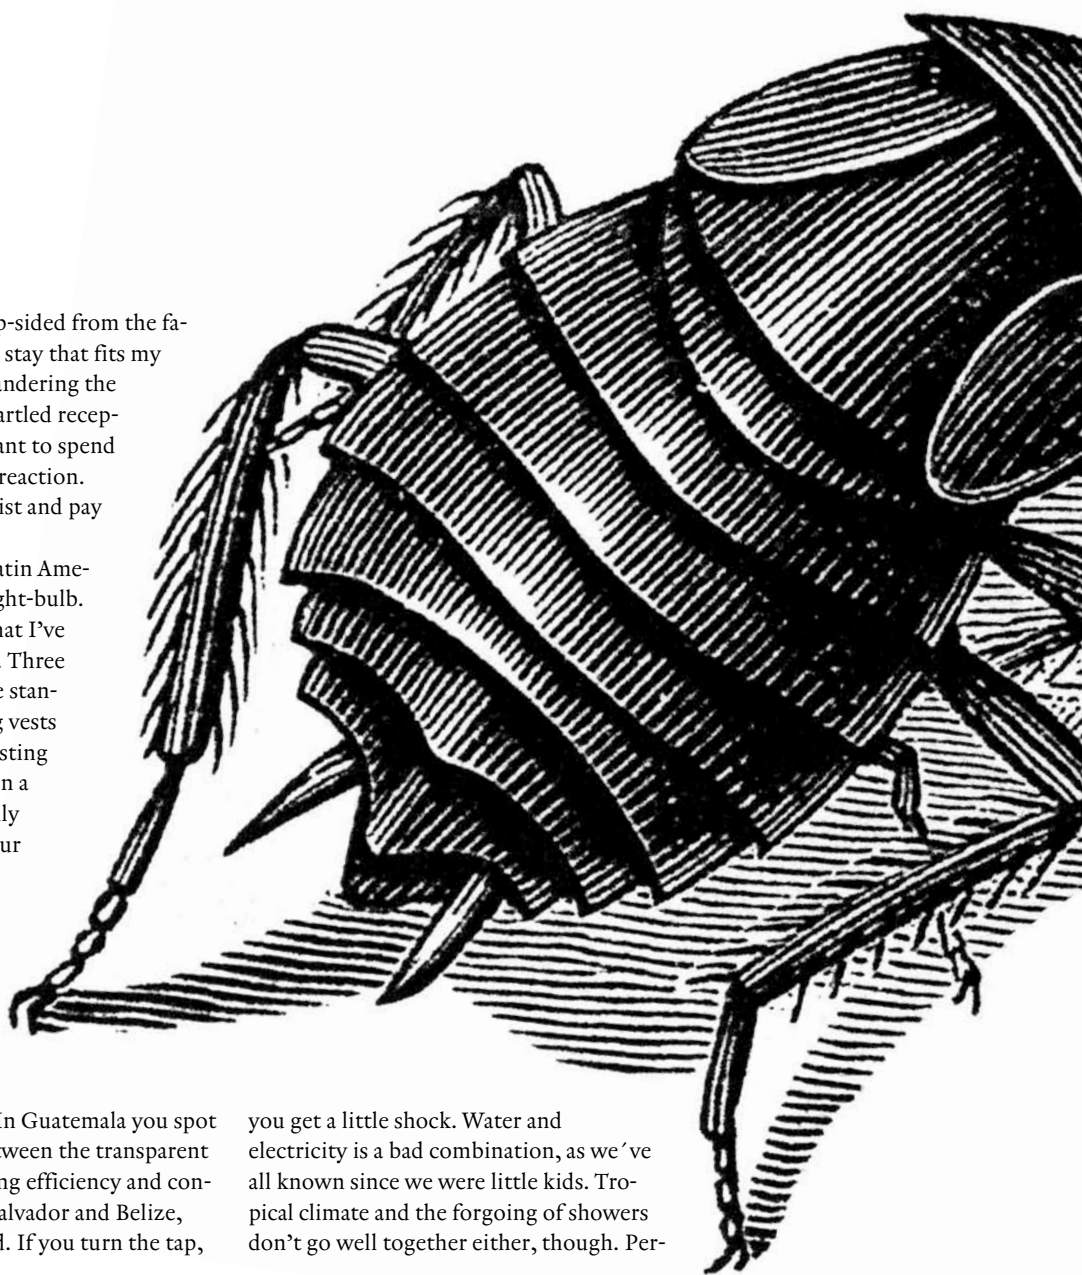 p-sided from the fa-
stay that fits my
andering the
artled recep-
ant to spend
reaction.
ist and pay
atin Ame-
ght-bulb.
hat I’ve
. Three
e stan-
g vests
sting
n a
ly
ur
In Guatemala you spot
tween the transparent
ng efficiency and con-
alvador and Belize,
d. If you turn the tap,
you get a little shock. Water and
electricity is a bad combination, as we´ve
all known since we were little kids. Tro-
pical climate and the forgoing of showers
don’t go well together either, though. Per-